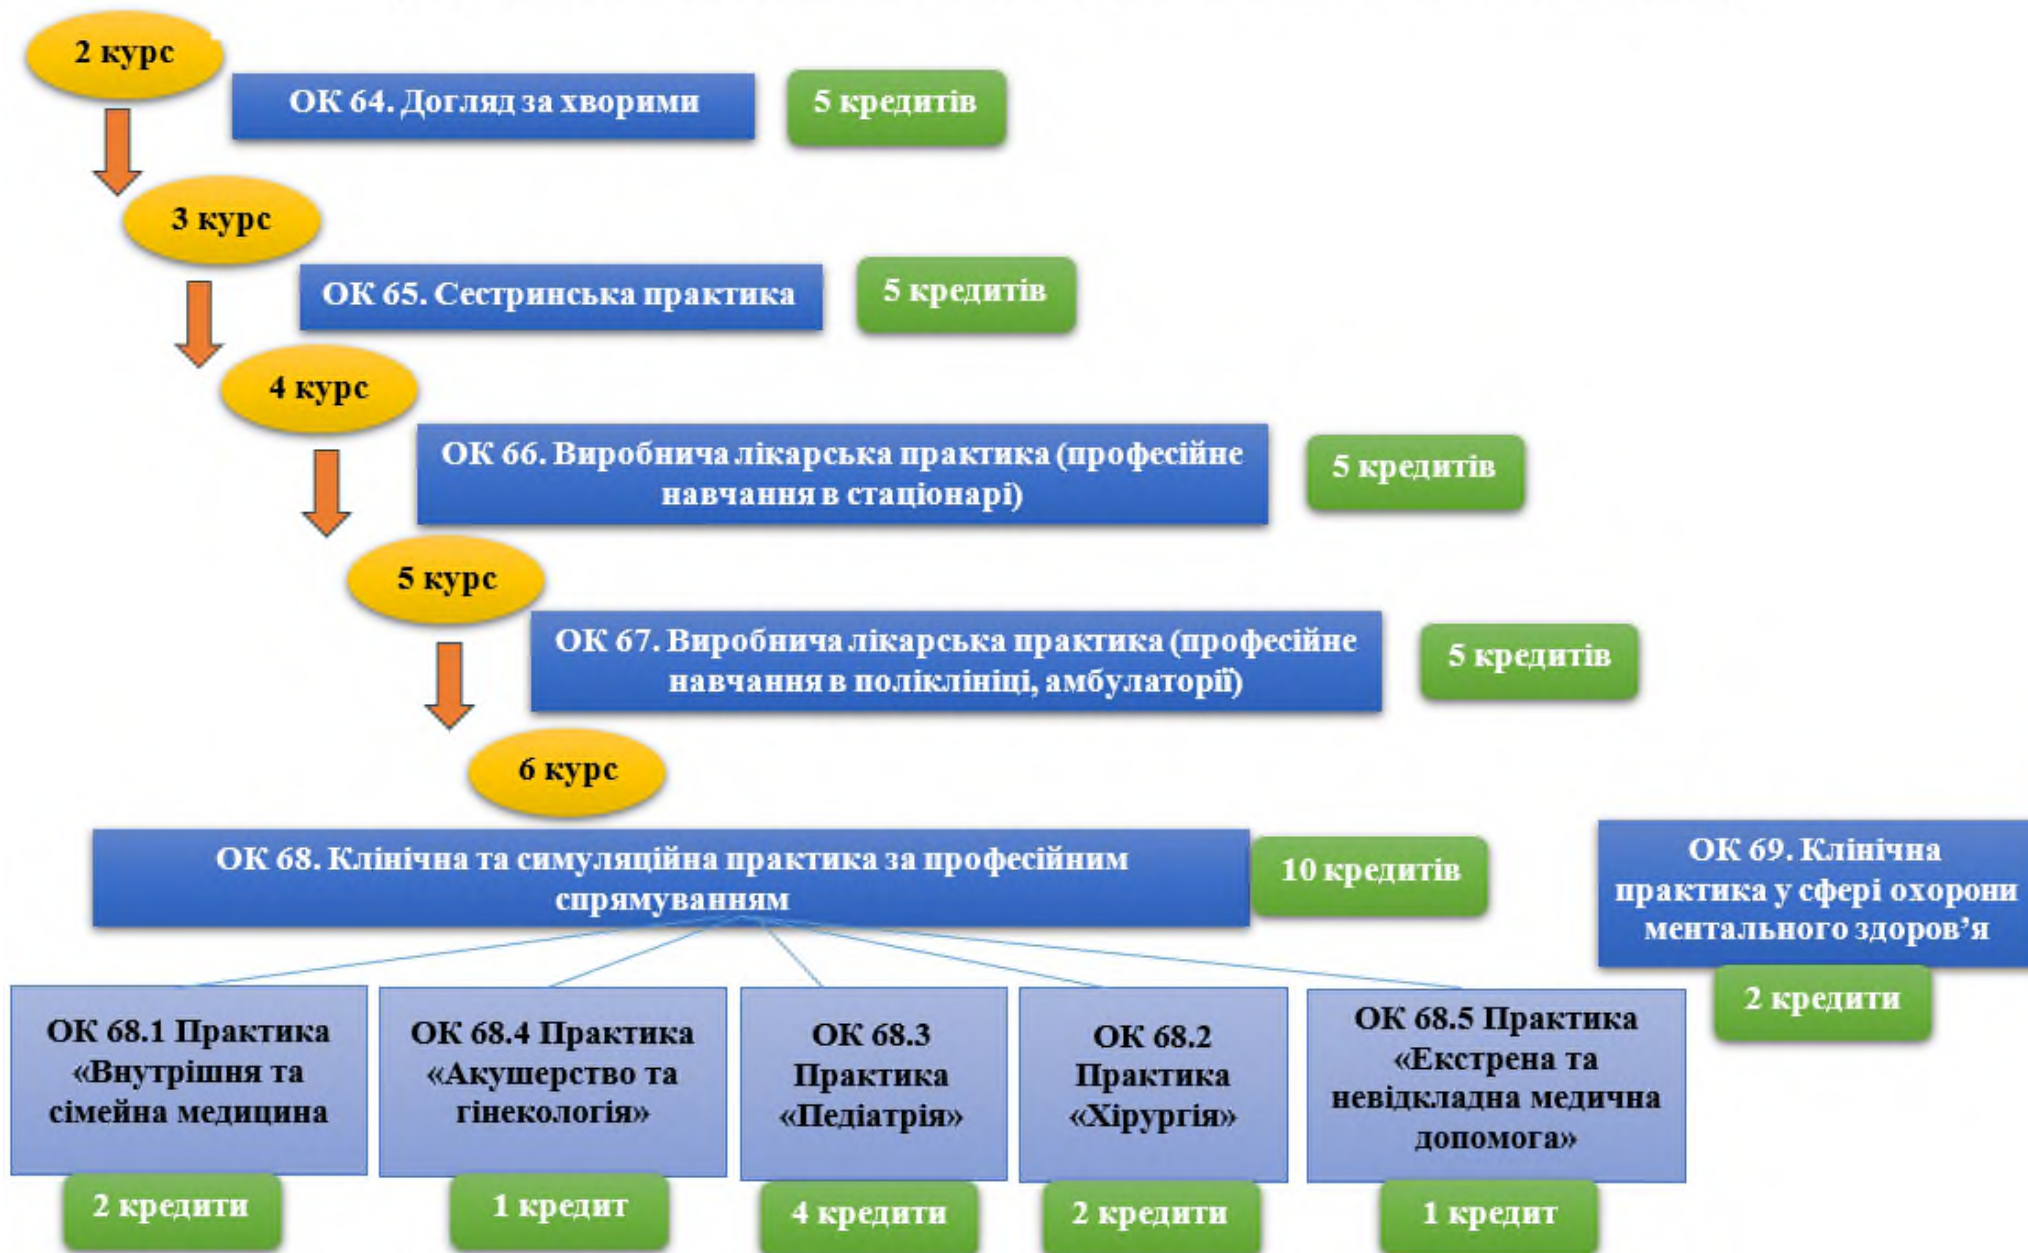 2 курс
ОК 64. Догляд за хворими
5 кредитів
3 курс
ОК 65. Сестринська практика
5 кредитів
4 курс
ОК 66. Виробнича лікарська практика (професійне
навчання в стаціонарі)
5 кредитів
5 курс
ОК 67. Виробнича лікарська практика (професійне
навчання в поліклініці, амбулаторії)
5 кредитів
6 курс
ОК 68. Клінічна та симуляційна практика за професійним
спрямуванням
10 кредитів
ОК 69. Клінічна
практика у сфері охорони
ментального здоров’я
2 кредити
ОК 68.1 Практика
«Внутрішня та
сімейна медицина
2 кредити
ОК 68.4 Практика
«Акушерство та
гінекологія»
1 кредит
ОК 68.3
Практика
«Педіатрія»
4 кредити
ОК 68.2
Практика
«Хірургія»
2 кредити
ОК 68.5 Практика
«Екстрена та
невідкладна медична
допомога»
1 кредит